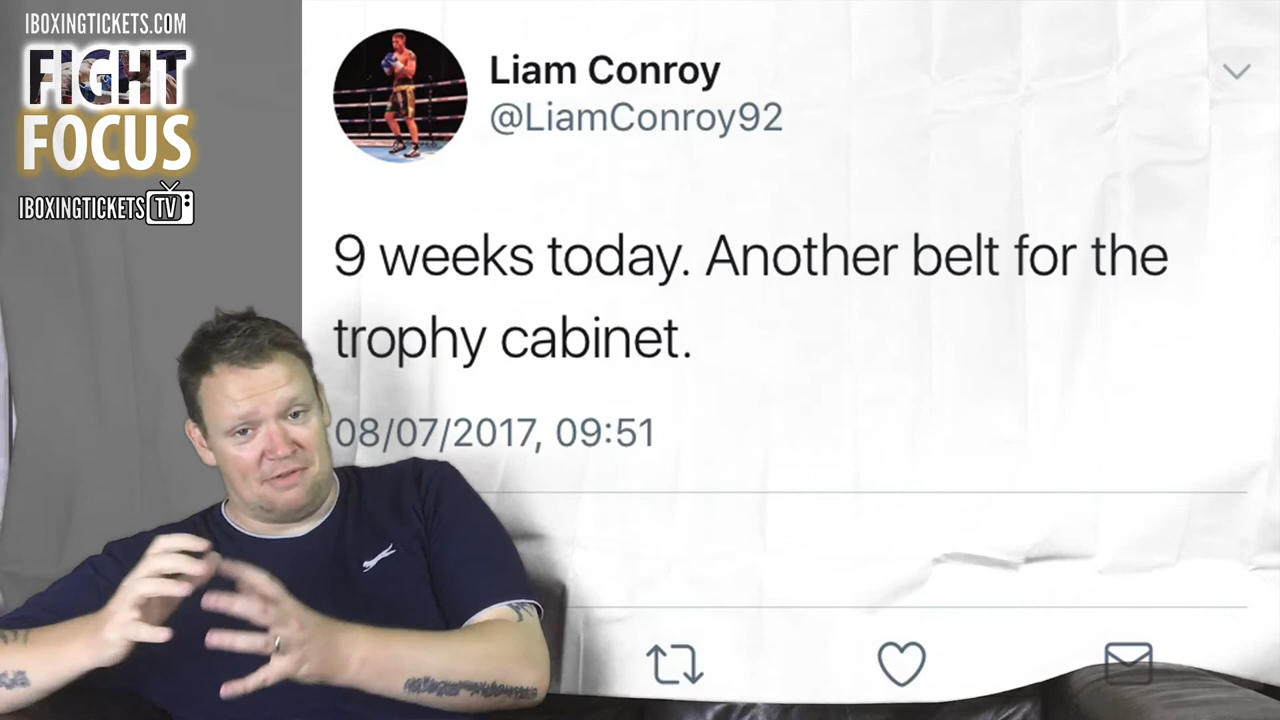 IBOXINGTICKETS.COM
FIGHT
FOCUS
IBOXINGTICKETS TV
Liam Conroy
@LiamConroy92
9 weeks today. Another belt for the
trophy cabinet.
08/07/2017, 09:51